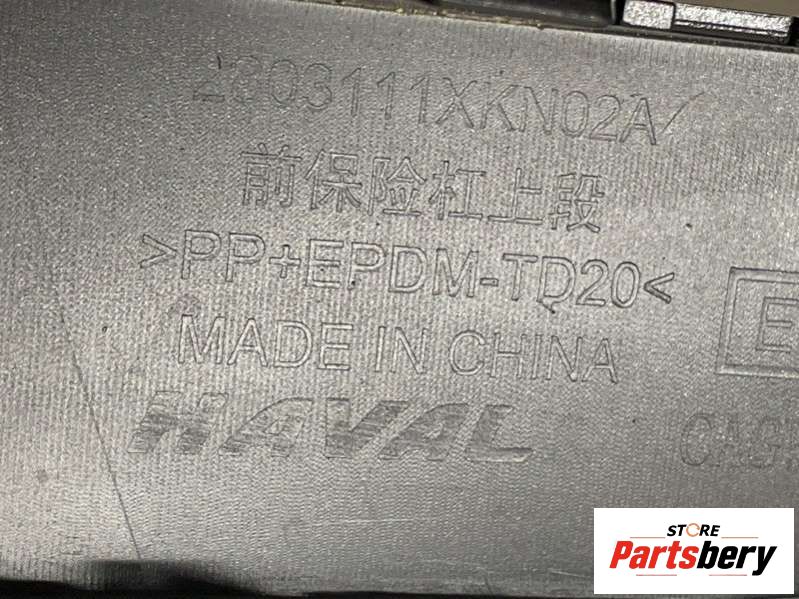 2803111XKN02A
前保险杠上段
>PP+EPDM-TD20<
MADE IN CHINA
HAVAL
E
STORE
Partsbery